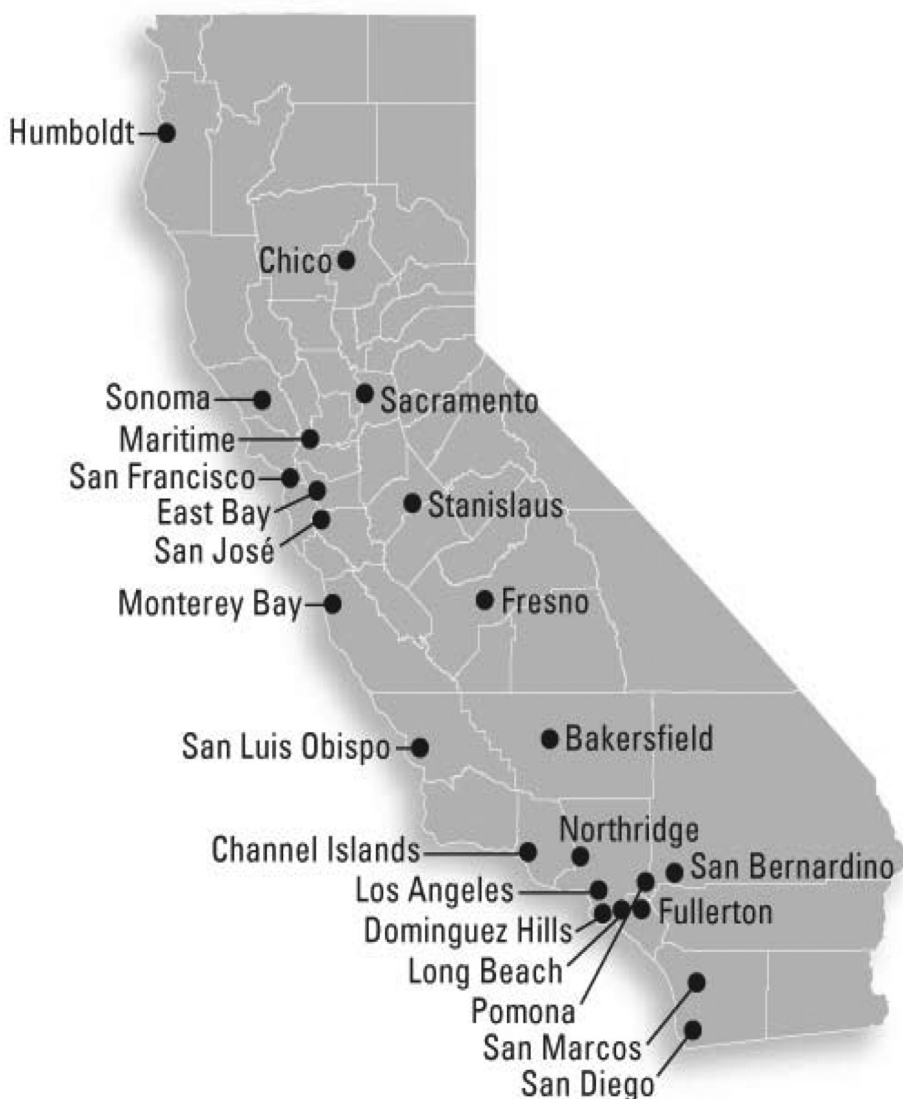 Humboldt
Chico
Sonoma
Sacramento
Maritime
San Francisco
East Bay
Stanislaus
San José
Monterey Bay
Fresno
San Luis Obispo
Bakersfield
Northridge
Channel Islands
San Bernardino
Los Angeles
Fullerton
Dominguez Hills
Long Beach
Pomona
San Marcos
San Diego